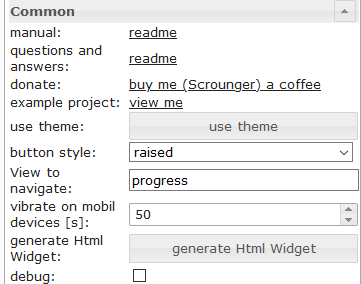 Common
manual: readme
questions and
answers: readme
donate: buy me (Scrounger) a coffee
example project: view me
use theme: use theme
button style: raised
View to
navigate: progress
vibrate on mobil
devices [s]: 50
generate Html
Widget: generate Html Widget
debug: